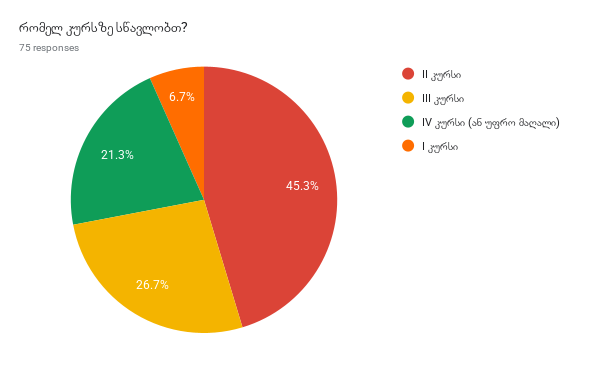 რომელ კურსზე სწავლობთ?
75 responses
II კურსი
III კურსი
IV კურსი (ან უფრო მაღალი)
I კურსი
6.7%
21.3%
45.3%
26.7%